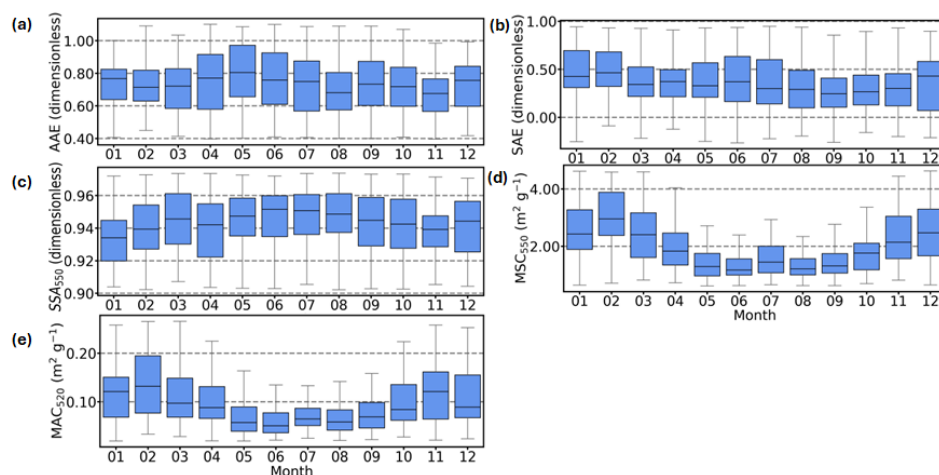 (a)
AAE (dimensionless)
1.00
0.80
0.60
0.40
01 02 03 04 05 06 07 08 09 10 11 12
(b)
SAE (dimensionless)
1.00
0.50
0.00
01 02 03 04 05 06 07 08 09 10 11 12
(c)
SSA550 (dimensionless)
0.96
0.94
0.92
0.90
01 02 03 04 05 06 07 08 09 10 11 12
(d)
MSC550 (m² g⁻¹)
4.00
2.00
01 02 03 04 05 06 07 08 09 10 11 12
Month
(e)
MAC520 (m² g⁻¹)
0.20
0.10
01 02 03 04 05 06 07 08 09 10 11 12
Month